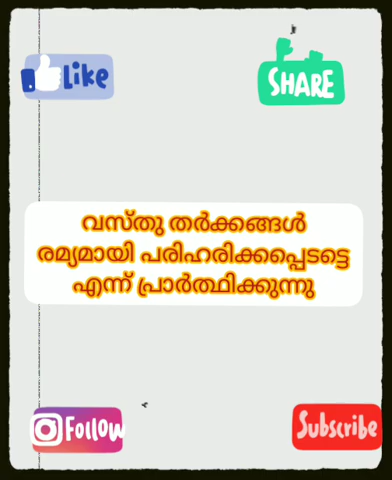 Like
SHARE
വസ്തു തർക്കങ്ങൾ
രമ്യമായി പരിഹരിക്കപ്പെടട്ടെ
എന്ന് പ്രാർത്ഥിക്കുന്നു
Follow
Subscribe